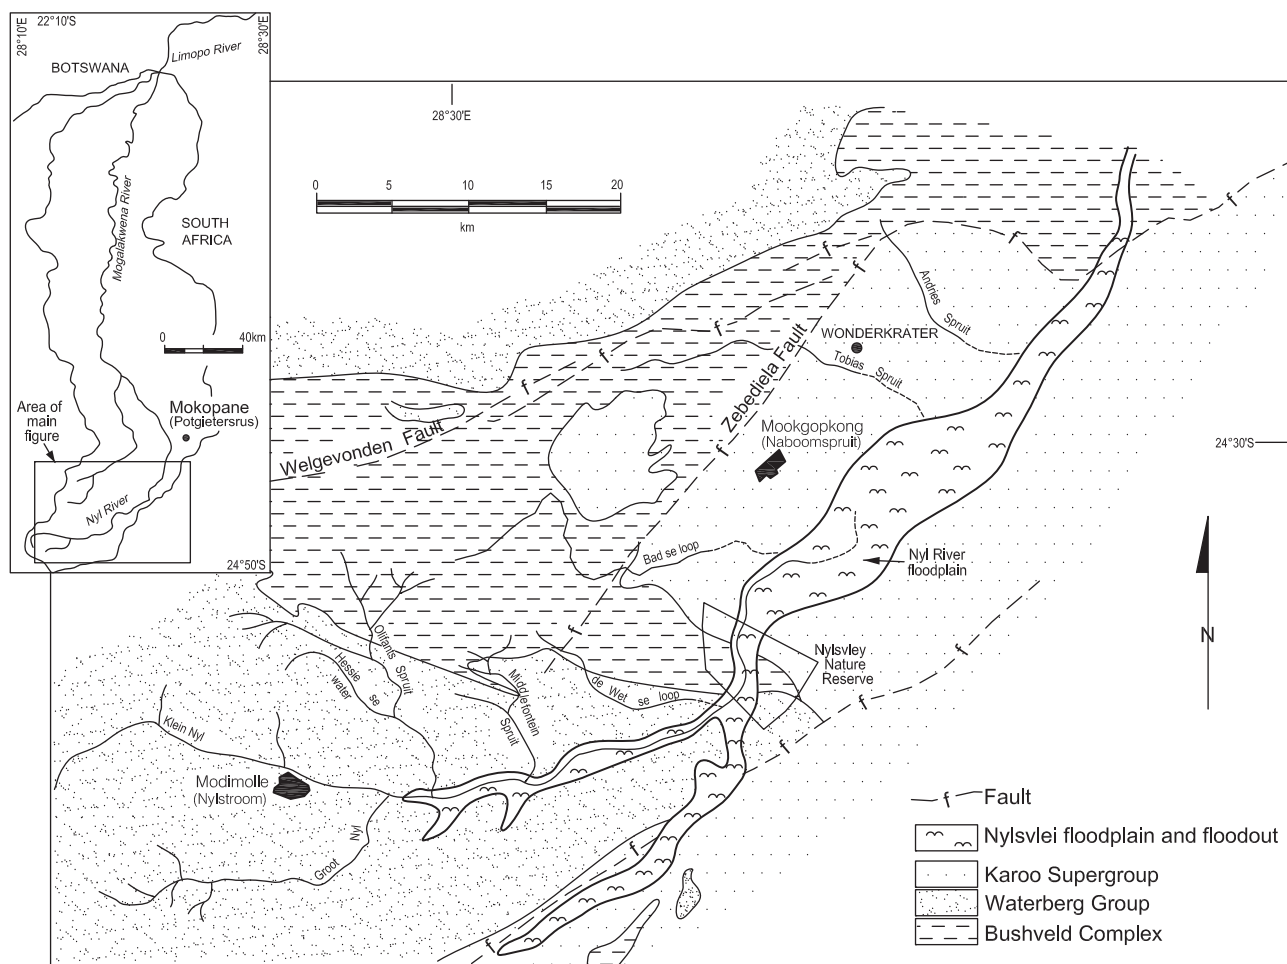 28°10'E
22°10'S
28°30'E
Limopo River
BOTSWANA
Mogalakwena River
SOUTH
AFRICA
0
40km
Area of
main
figure
Mokopane
(Potgietersrus)
Nyl River
24°50'S
28°30'E
0
5
10
15
20
km
f
f
f
f
f
f
f
Andries
Spruit
WONDERKRATER
Tobias
Spruit
Zebediela Fault
Welgevonden Fault
f
f
Mookgopkong
(Naboomspruit)
24°30'S
Bad se loop
Nyl River
floodplain
f
f
N
Nylsvley
Nature
Reserve
Olifants
Spruit
Hessie se
water
Middlefontein
Spruit
de Wet
se loop
f
f
Klein Nyl
Modimolle
(Nylstroom)
Groot
Nyl
f
f
f Fault
Nylsvlei floodplain and floodout
Karoo Supergroup
Waterberg Group
Bushveld Complex